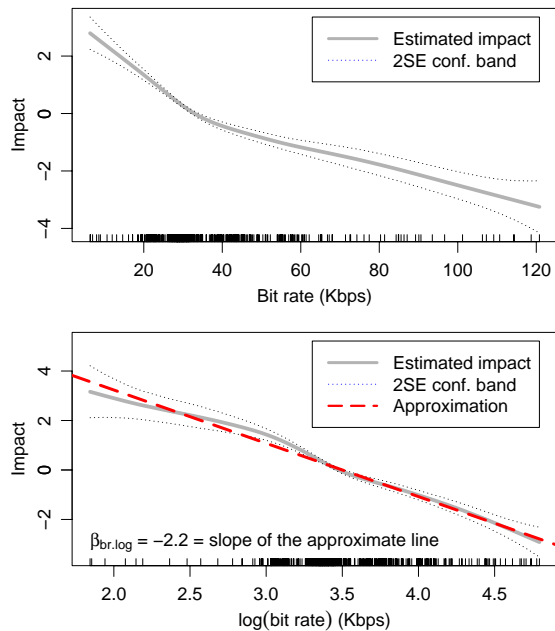 Estimated impact
2SE conf. band
Impact
2
0
-2
-4
20
40
60
80
100
120
Bit rate (Kbps)
Estimated impact
2SE conf. band
Approximation
Impact
4
2
0
-2
βbr.log = −2.2 = slope of the approximate line
2.0
2.5
3.0
3.5
4.0
4.5
log(bit rate) (Kbps)